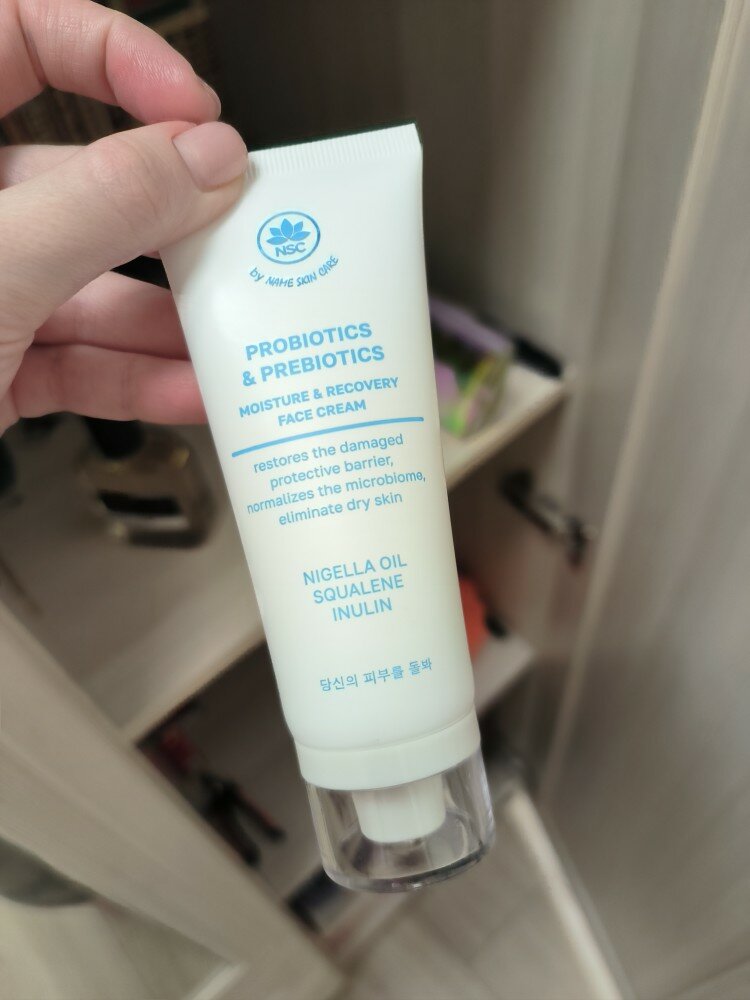 NSC
by NAME SKIN CARE
PROBIOTICS
& PREBIOTICS
MOISTURE & RECOVERY
FACE CREAM
restores the damaged
protective barrier,
normalizes the microbiome,
eliminate dry skin
NIGELLA OIL
SQUALENE
INULIN
당신의 피부를 돌봐